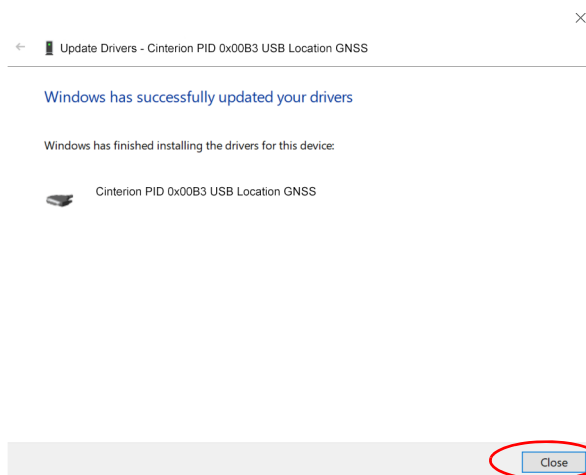 Update Drivers - Cinterion PID 0x00B3 USB Location GNSS
Windows has successfully updated your drivers
Windows has finished installing the drivers for this device:
Cinterion PID 0x00B3 USB Location GNSS
Close